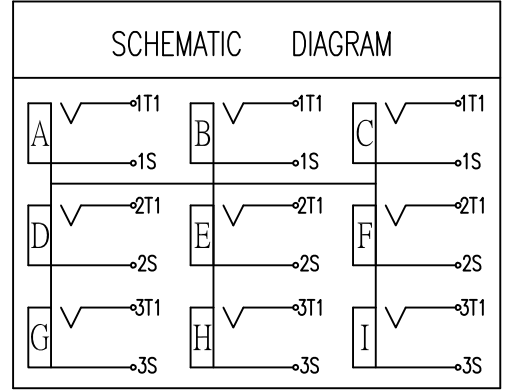 SCHEMATIC DIAGRAM
A 1T1 B 1T1 C 1T1
1S 1S 1S
D 2T1 E 2T1 F 2T1
2S 2S 2S
G 3T1 H 3T1 I 3T1
3S 3S 3S